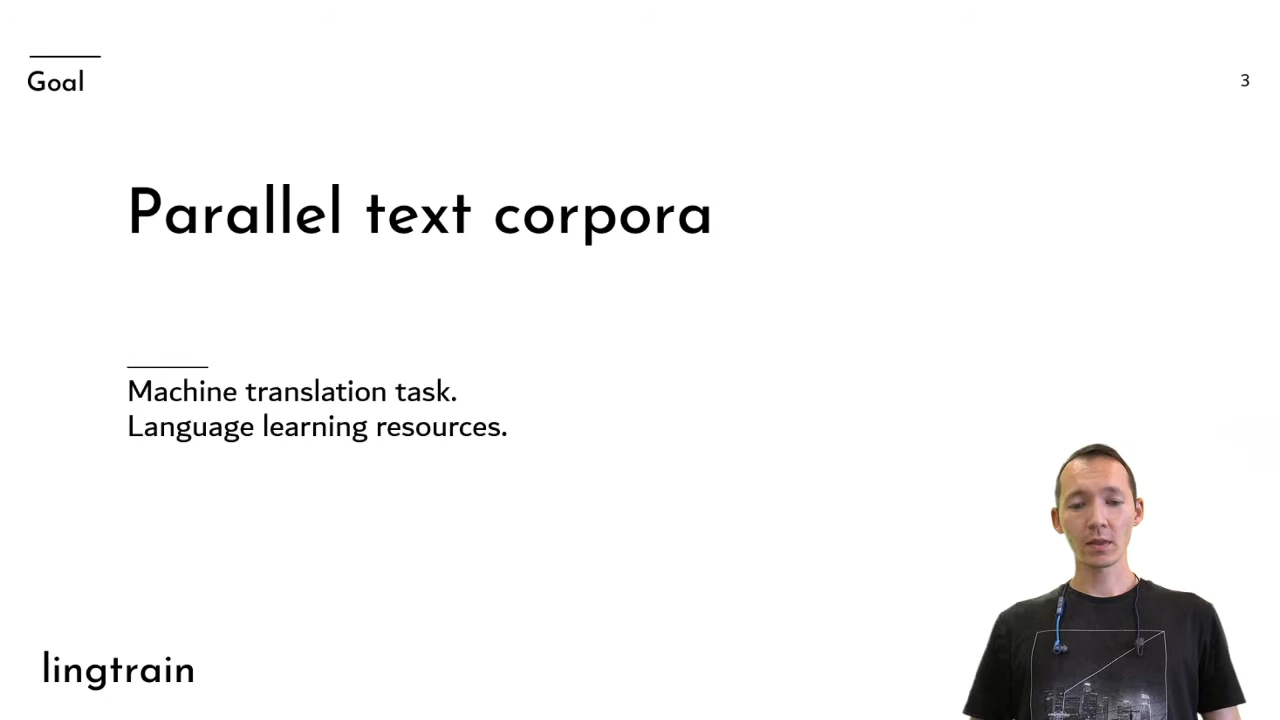 Goal
3
Parallel text corpora
Machine translation task.
Language learning resources.
lingtrain